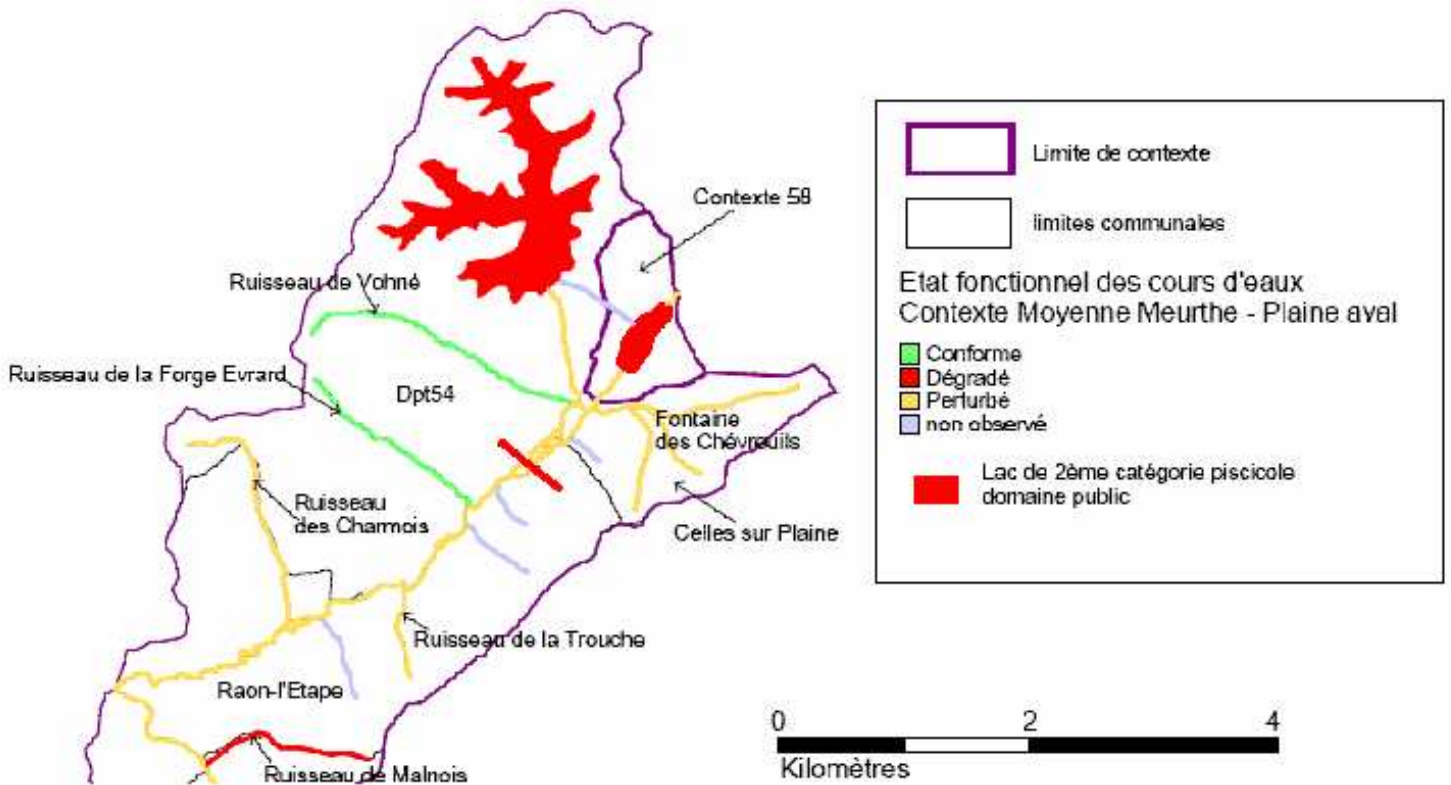 Contexte 58
Ruisseau de Vohné
Ruisseau de la Forge Evrard
Dpt54
Fontaine
des Chévreuils
Ruisseau
des Charmois
Celles sur Plaine
Ruisseau de la Trouche
Raon-l'Etape
Ruisseau de Malnois
Limite de contexte
limites communales
Etat fonctionnel des cours d'eaux
Contexte Moyenne Meurthe - Plaine aval
Conforme
Dégradé
Perturbé
non observé
Lac de 2ème catégorie piscicole
domaine public
0 2 4
Kilomètres